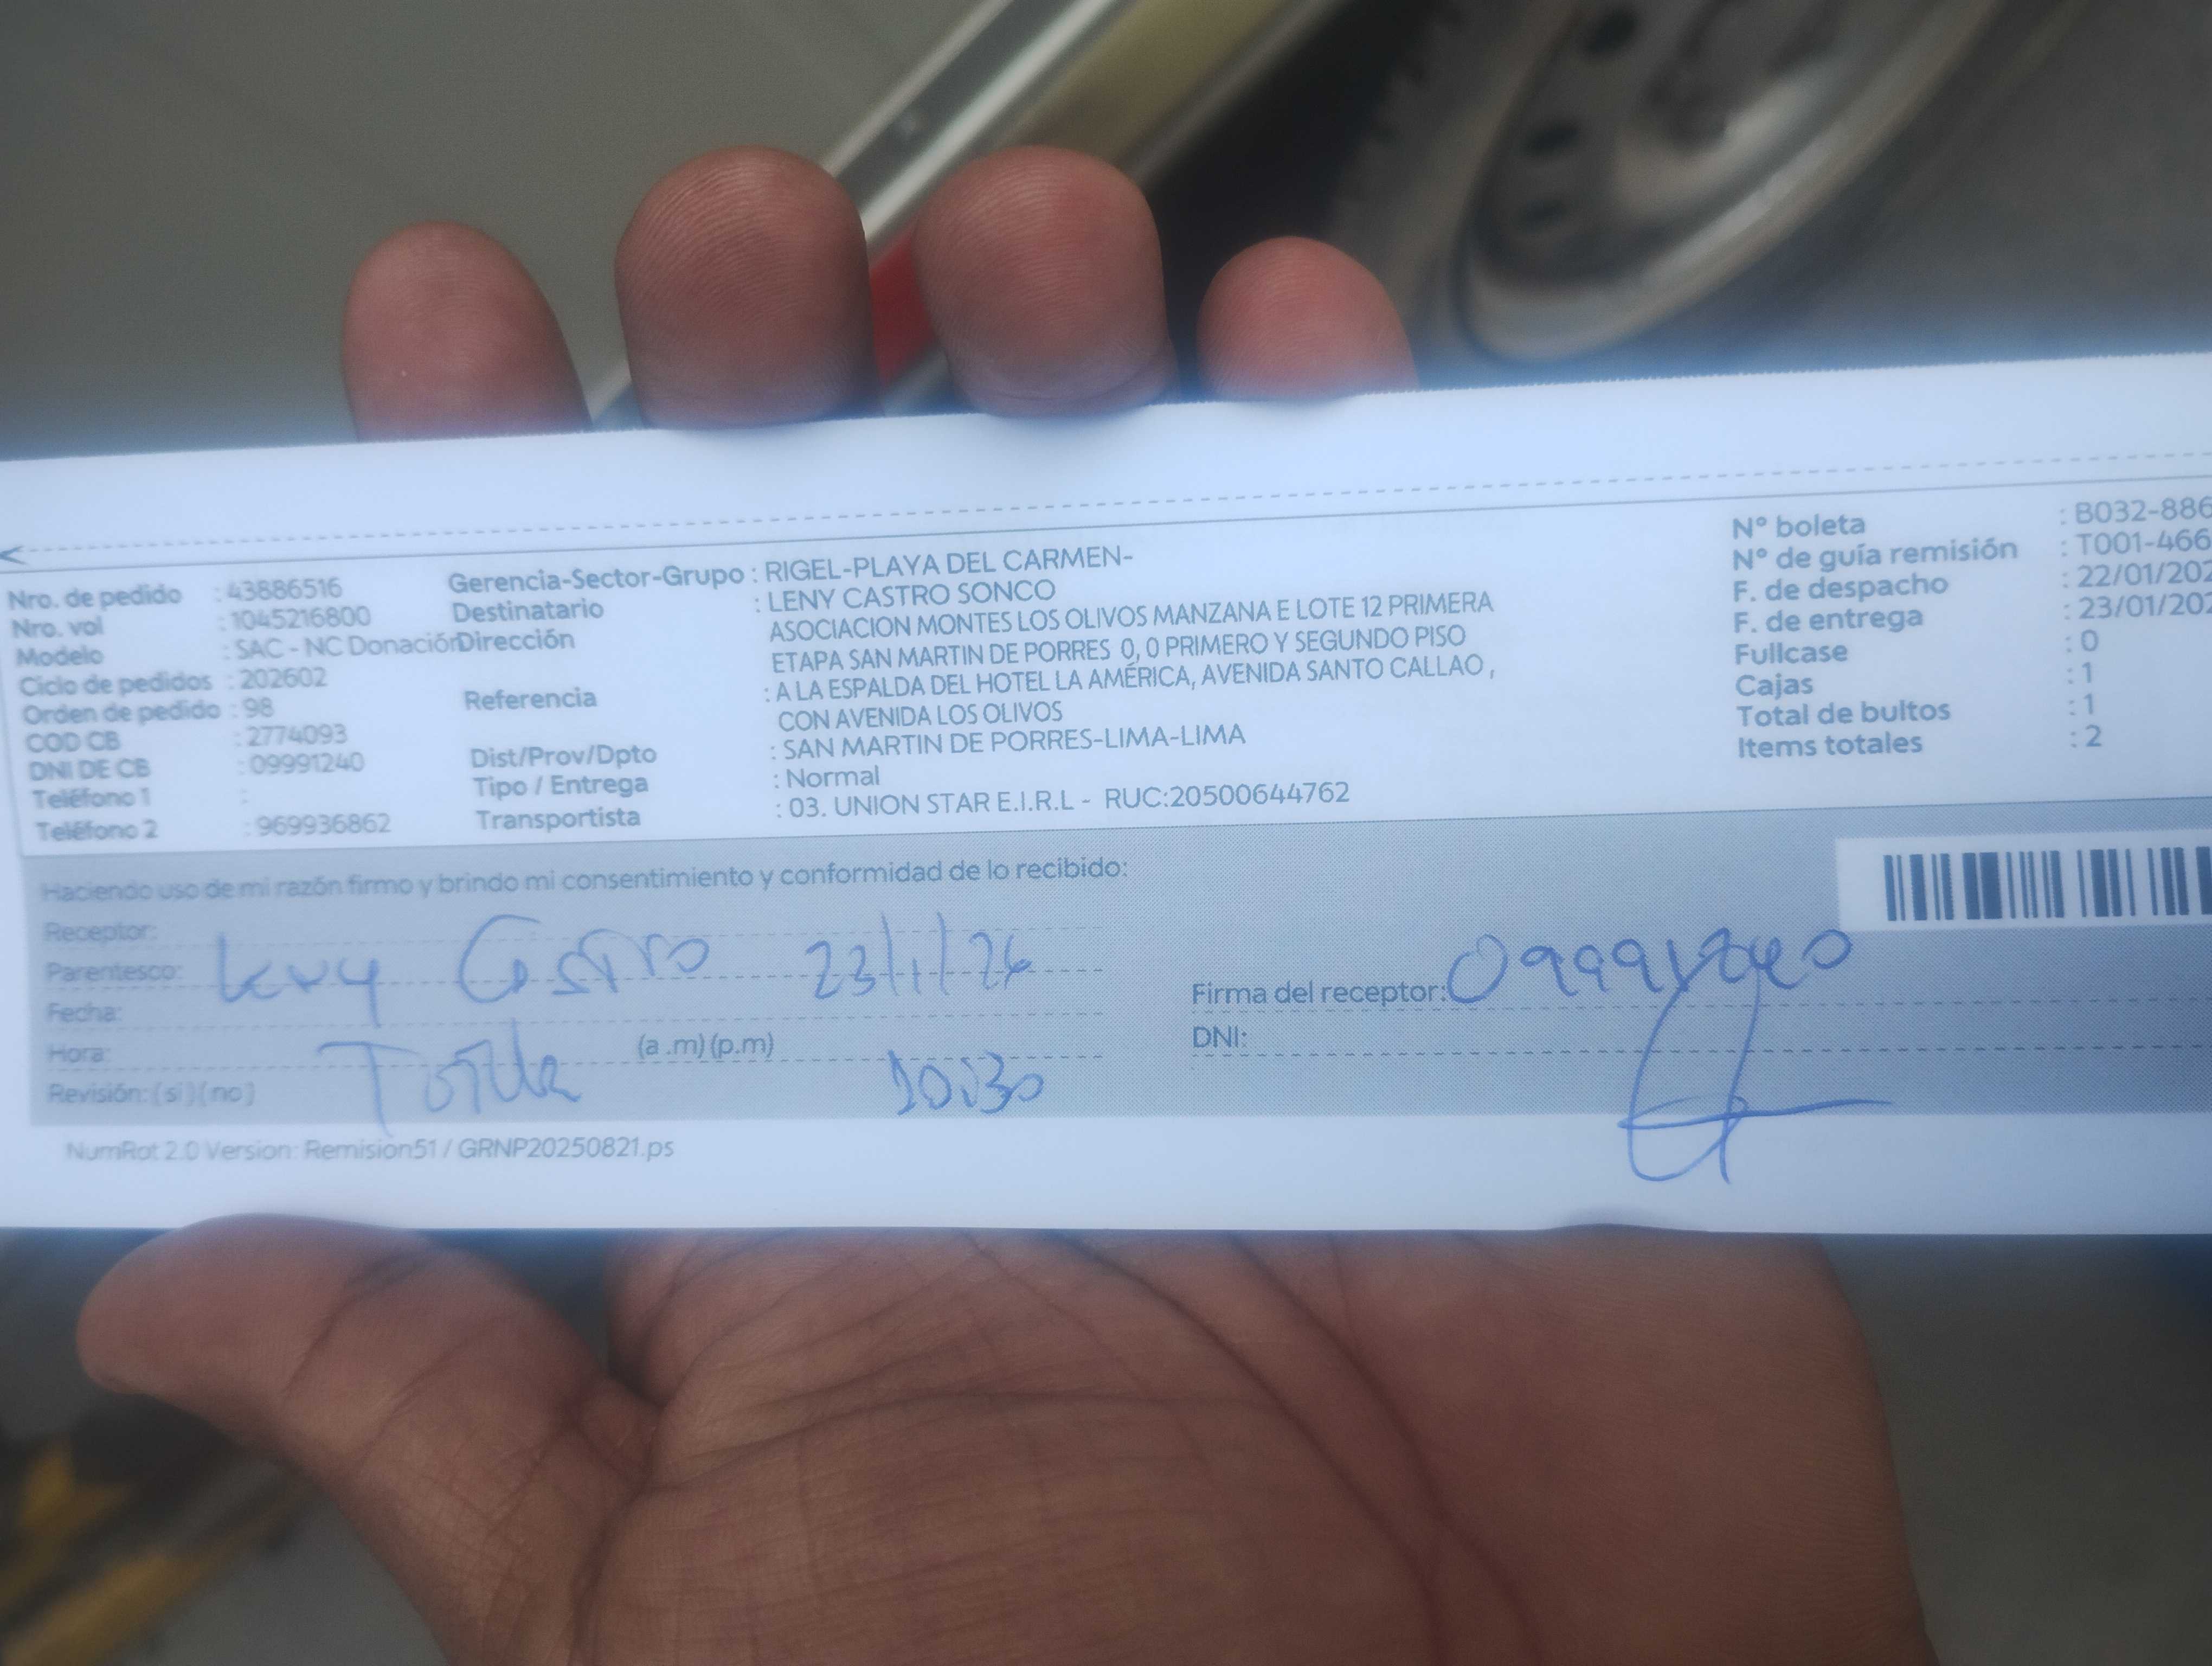 Nro. de pedido : 43886516
Nro. vol : 1045216800
Modelo : SAC - NC Donación
Ciclo de pedidos : 202602
Orden de pedido : 98
COD CB : 2774093
DNI DE CB : 09991240
Teléfono 1 :
Teléfono 2 : 969936862
Gerencia-Sector-Grupo : RIGEL-PLAYA DEL CARMEN-
Destinatario : LENY CASTRO SONCO
Dirección ASOCIACION MONTES LOS OLIVOS MANZANA E LOTE 12 PRIMERA
ETAPA SAN MARTIN DE PORRES 0, 0 PRIMERO Y SEGUNDO PISO
Referencia : A LA ESPALDA DEL HOTEL LA AMÉRICA, AVENIDA SANTO CALLAO ,
CON AVENIDA LOS OLIVOS
Dist/Prov/Dpto : SAN MARTIN DE PORRES-LIMA-LIMA
Tipo / Entrega : Normal
Transportista : 03. UNION STAR E.I.R.L - RUC:20500644762
N° boleta : B032-886
N° de guía remisión : T001-466
F. de despacho : 22/01/202
F. de entrega : 23/01/202
Fullcase : 0
Cajas : 1
Total de bultos : 1
Items totales : 2
Haciendo uso de mi razón firmo y brindo mi consentimiento y conformidad de lo recibido:
Receptor:
Parentesco: Leny Castro 23/1/26
Fecha:
Hora: (a .m) (p.m)
Revisión: (si) (no) 10:30
Firma del receptor: 09991240
DNI:
NumRot 2.0 Version: Remision51 / GRNP20250821.ps